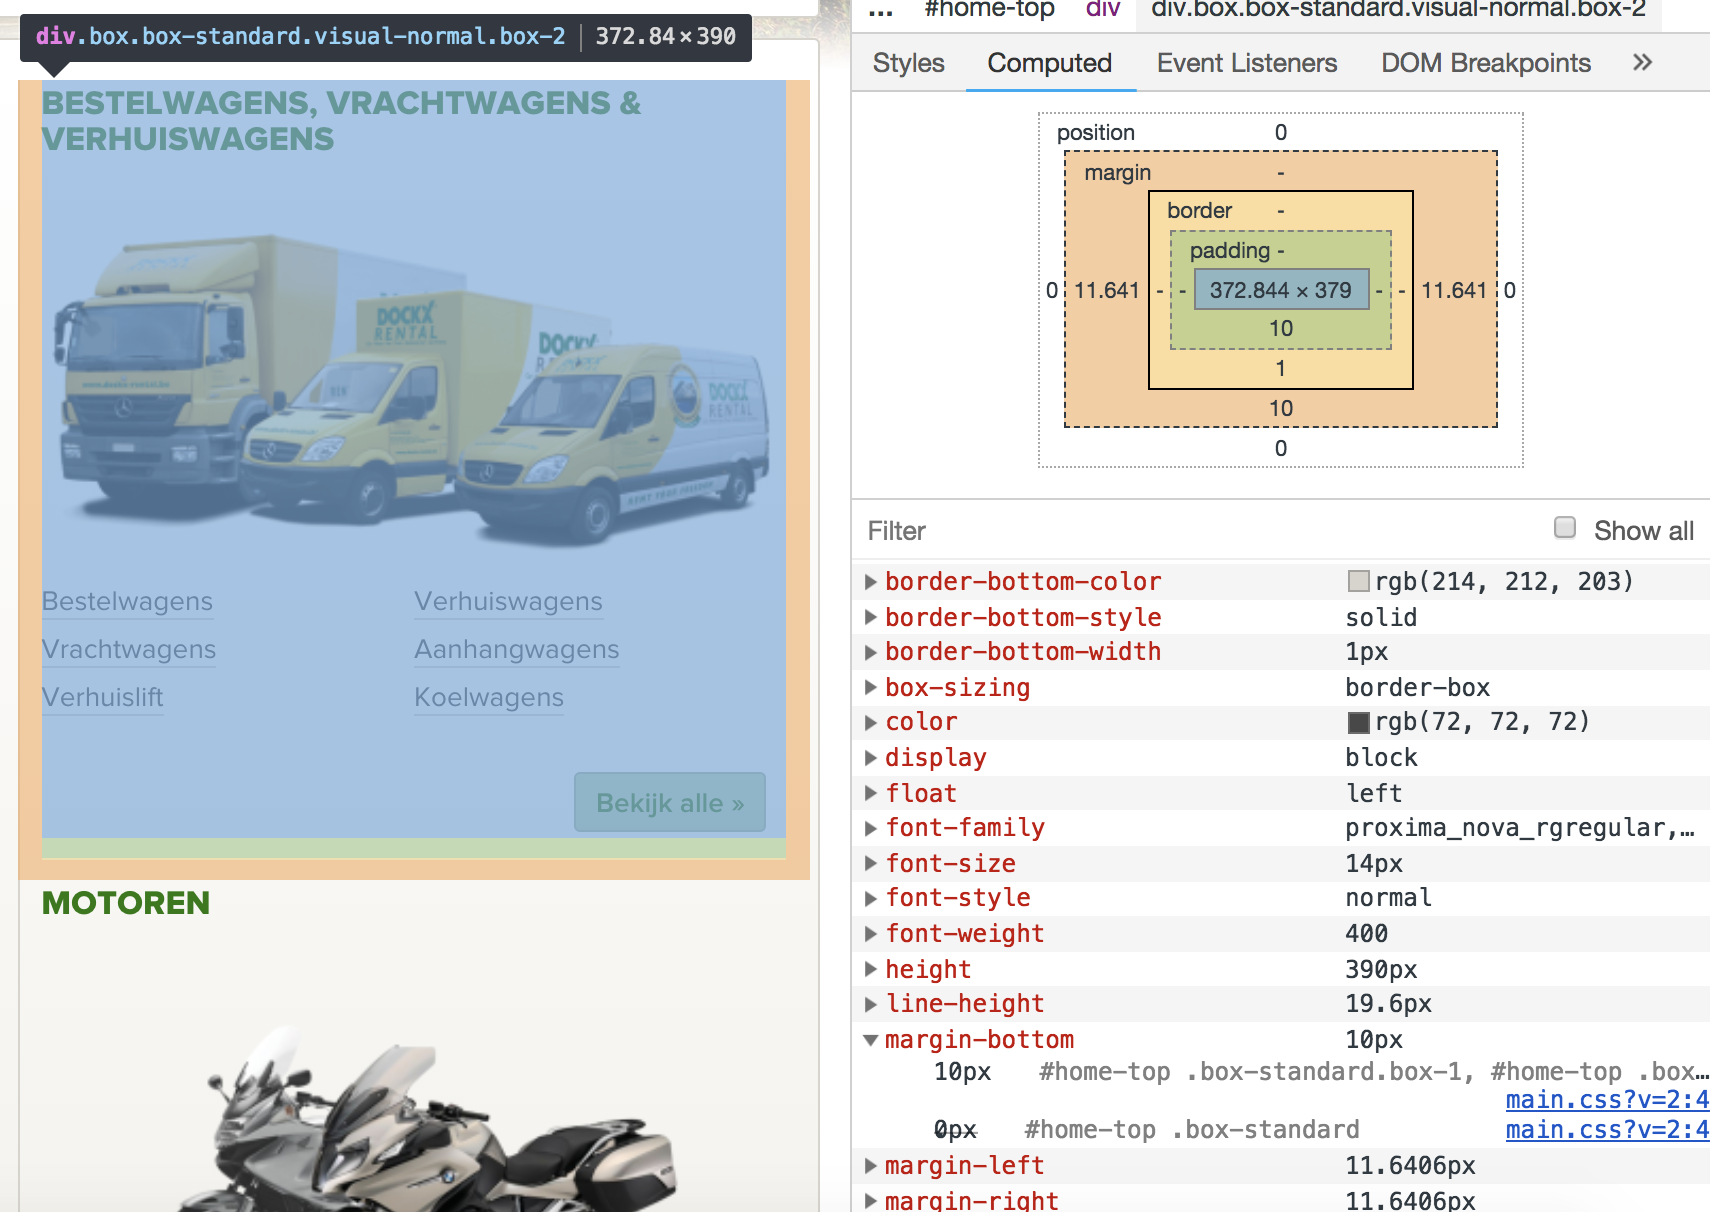 div.box.box-standard.visual-normal.box-2 372.84×390
BESTELWAGENS, VRACHTWAGENS &
VERHUISWAGENS
DOCKX
DOCKX
RENTAL
DOCKX
DOCKX
RENTAL
RENT YOUR FREEDOM
Bestelwagens Verhuiswagens
Vrachtwagens Aanhangwagens
Verhuislift Koelwagens
Bekijk alle »
MOTOREN
... #home-top div div.box.box-standard.visual-normal.box-2
Styles Computed Event Listeners DOM Breakpoints »
position 0
margin -
border -
padding -
0 11.641 - - 372.844 × 379 - - 11.641 0
10
1
10
0
Filter Show all
border-bottom-color rgb(214, 212, 203)
border-bottom-style solid
border-bottom-width 1px
box-sizing border-box
color rgb(72, 72, 72)
display block
float left
font-family proxima_nova_rgregular,…
font-size 14px
font-style normal
font-weight 400
height 390px
line-height 19.6px
margin-bottom 10px
10px #home-top .box-standard.box-1, #home-top .box…
main.css?v=2:4
0px #home-top .box-standard main.css?v=2:4
margin-left 11.6406px
margin-right 11.6406px